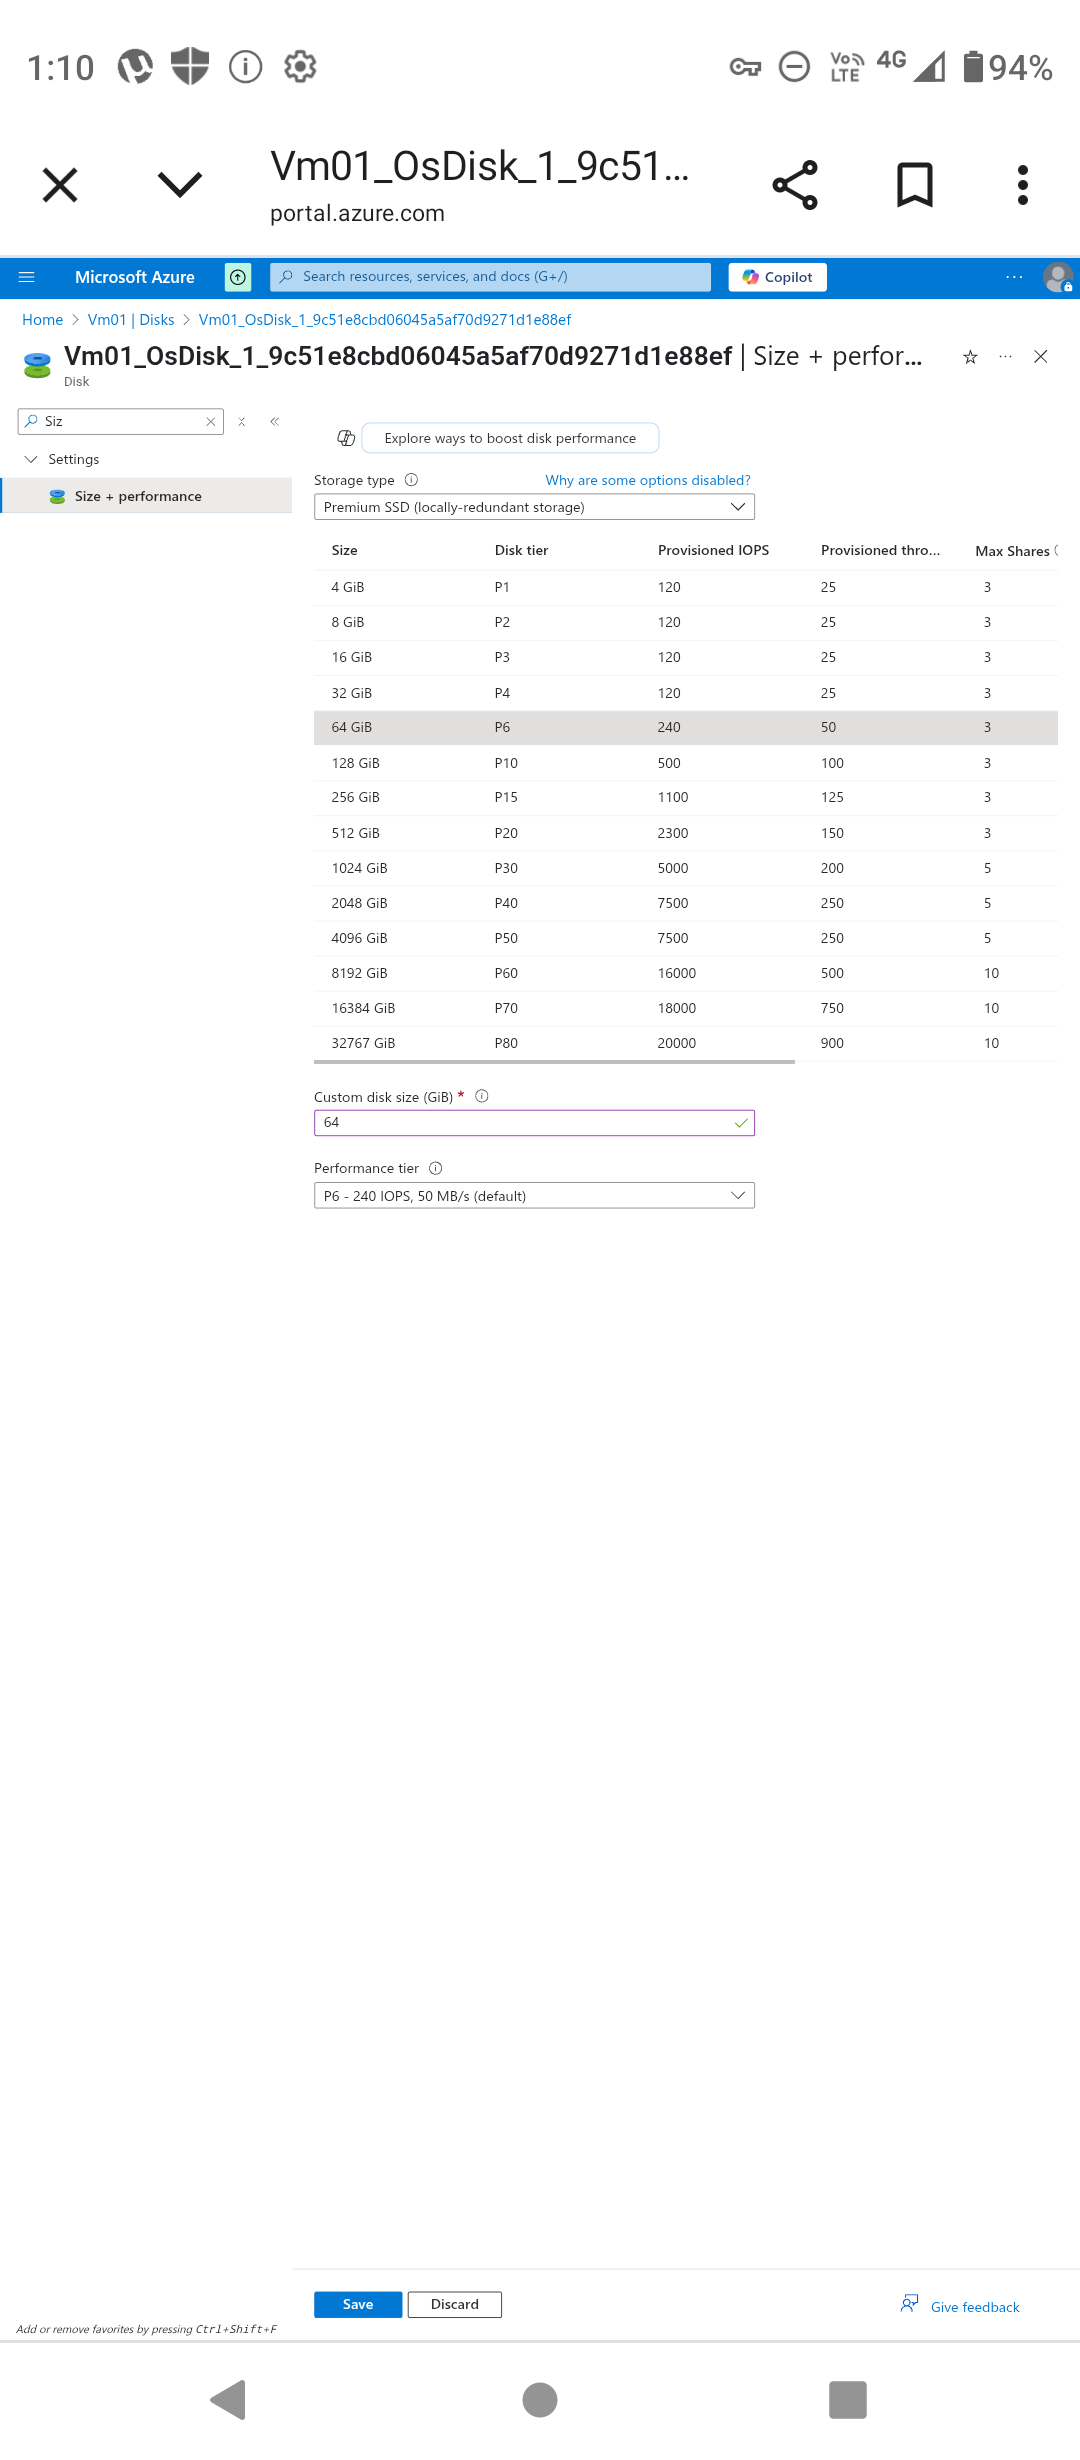 1:10
Vo LTE 4G 94%
Vm01_OsDisk_1_9c51...
portal.azure.com
Microsoft Azure
Search resources, services, and docs (G+/)
Copilot
Home > Vm01 | Disks > Vm01_OsDisk_1_9c51e8cbd06045a5af70d9271d1e88ef
Vm01_OsDisk_1_9c51e8cbd06045a5af70d9271d1e88ef | Size + perfor...
Disk
Siz
Settings
Size + performance
Explore ways to boost disk performance
Storage type
Why are some options disabled?
Premium SSD (locally-redundant storage)
Size Disk tier Provisioned IOPS Provisioned thro... Max Shares
4 GiB P1 120 25 3
8 GiB P2 120 25 3
16 GiB P3 120 25 3
32 GiB P4 120 25 3
64 GiB P6 240 50 3
128 GiB P10 500 100 3
256 GiB P15 1100 125 3
512 GiB P20 2300 150 3
1024 GiB P30 5000 200 5
2048 GiB P40 7500 250 5
4096 GiB P50 7500 250 5
8192 GiB P60 16000 500 10
16384 GiB P70 18000 750 10
32767 GiB P80 20000 900 10
Custom disk size (GiB) *
64
Performance tier
P6 - 240 IOPS, 50 MB/s (default)
Save
Discard
Give feedback
Add or remove favorites by pressing Ctrl+Shift+F